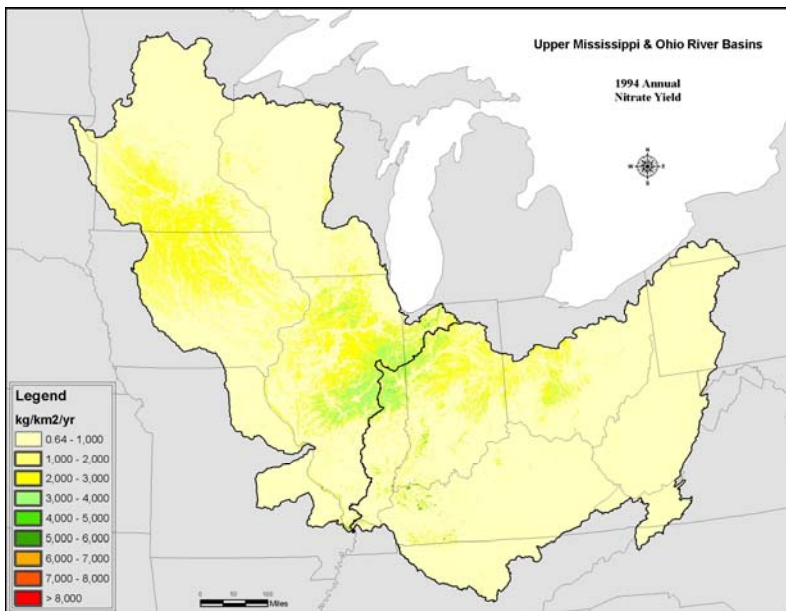 Upper Mississippi & Ohio River Basins
1994 Annual
Nitrate Yield
N
W E
S
Legend
kg/km2/yr
0.64 - 1,000
1,000 - 2,000
2,000 - 3,000
3,000 - 4,000
4,000 - 5,000
5,000 - 6,000
6,000 - 7,000
7,000 - 8,000
> 8,000
Miles